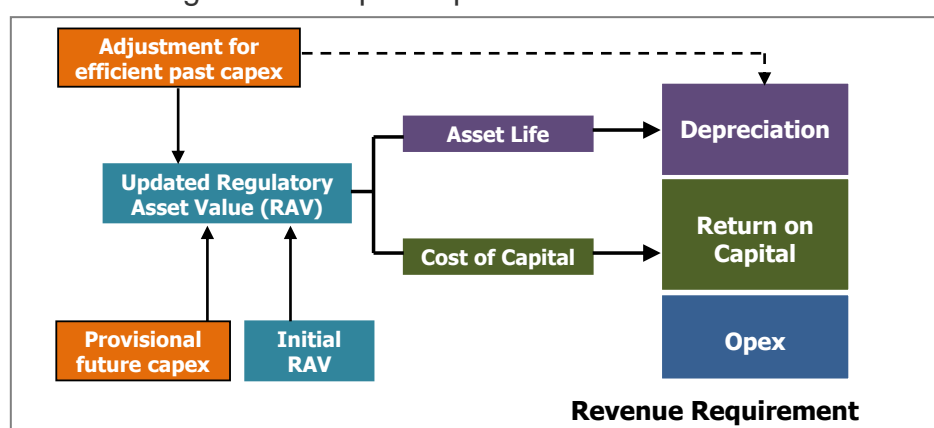 Adjustment for
efficient past capex
Asset Life
Depreciation
Updated Regulatory
Asset Value (RAV)
Cost of Capital
Return on
Capital
Provisional
future capex
Initial
RAV
Opex
Revenue Requirement